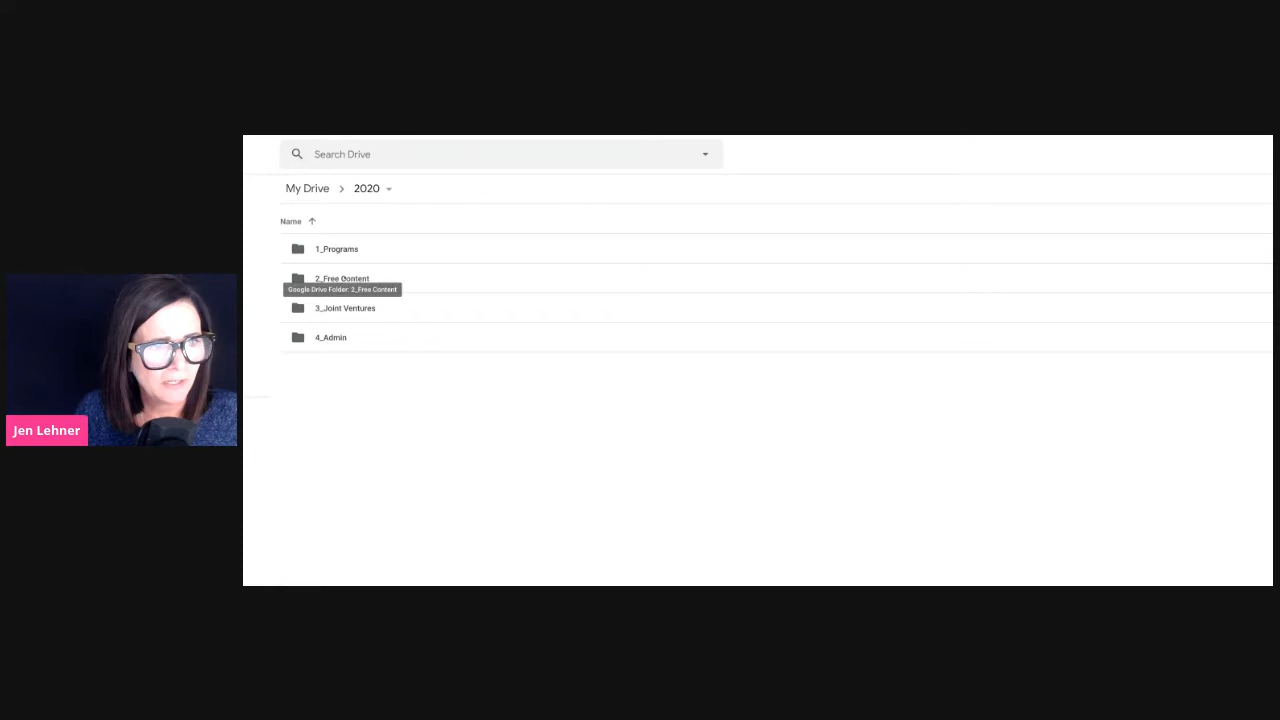 Search Drive
My Drive > 2020
Name
1_Programs
2_Free Content
Google Drive Folder: 2_Free Content
3_Joint Ventures
4_Admin
Jen Lehner